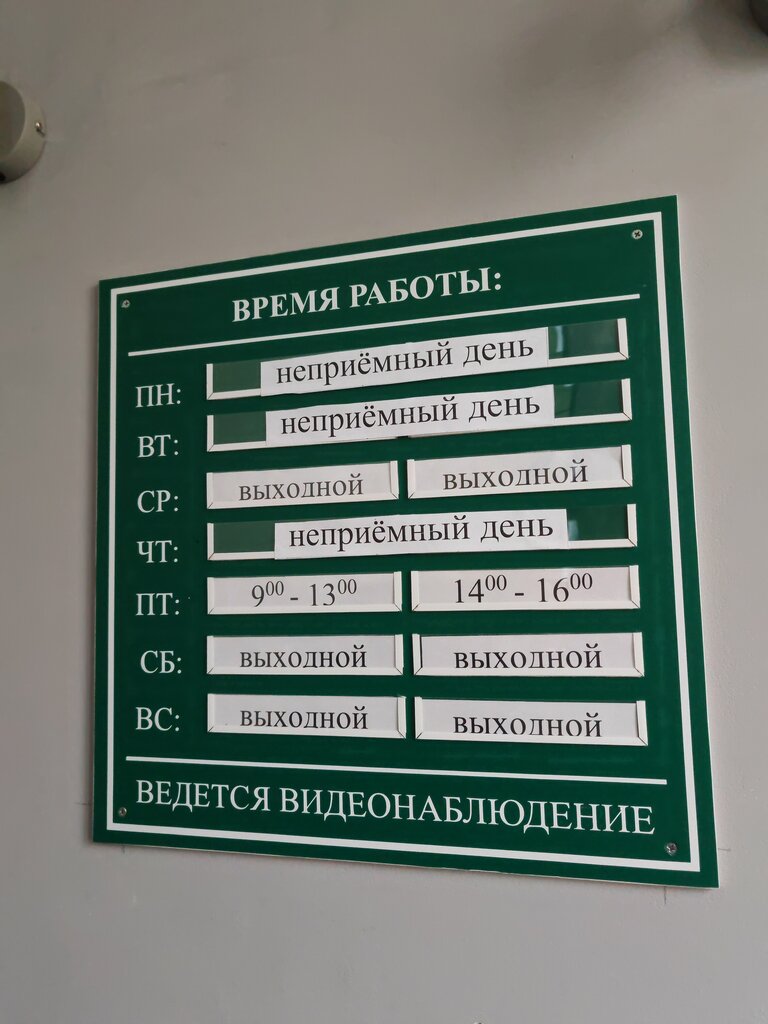 ВРЕМЯ РАБОТЫ:
ПН: неприёмный день
ВТ: неприёмный день
СР: выходной выходной
ЧТ: неприёмный день
ПТ: 9⁰⁰ - 13⁰⁰ 14⁰⁰ - 16⁰⁰
СБ: выходной выходной
ВС: выходной выходной
ВЕДЕТСЯ ВИДЕОНАБЛЮДЕНИЕ